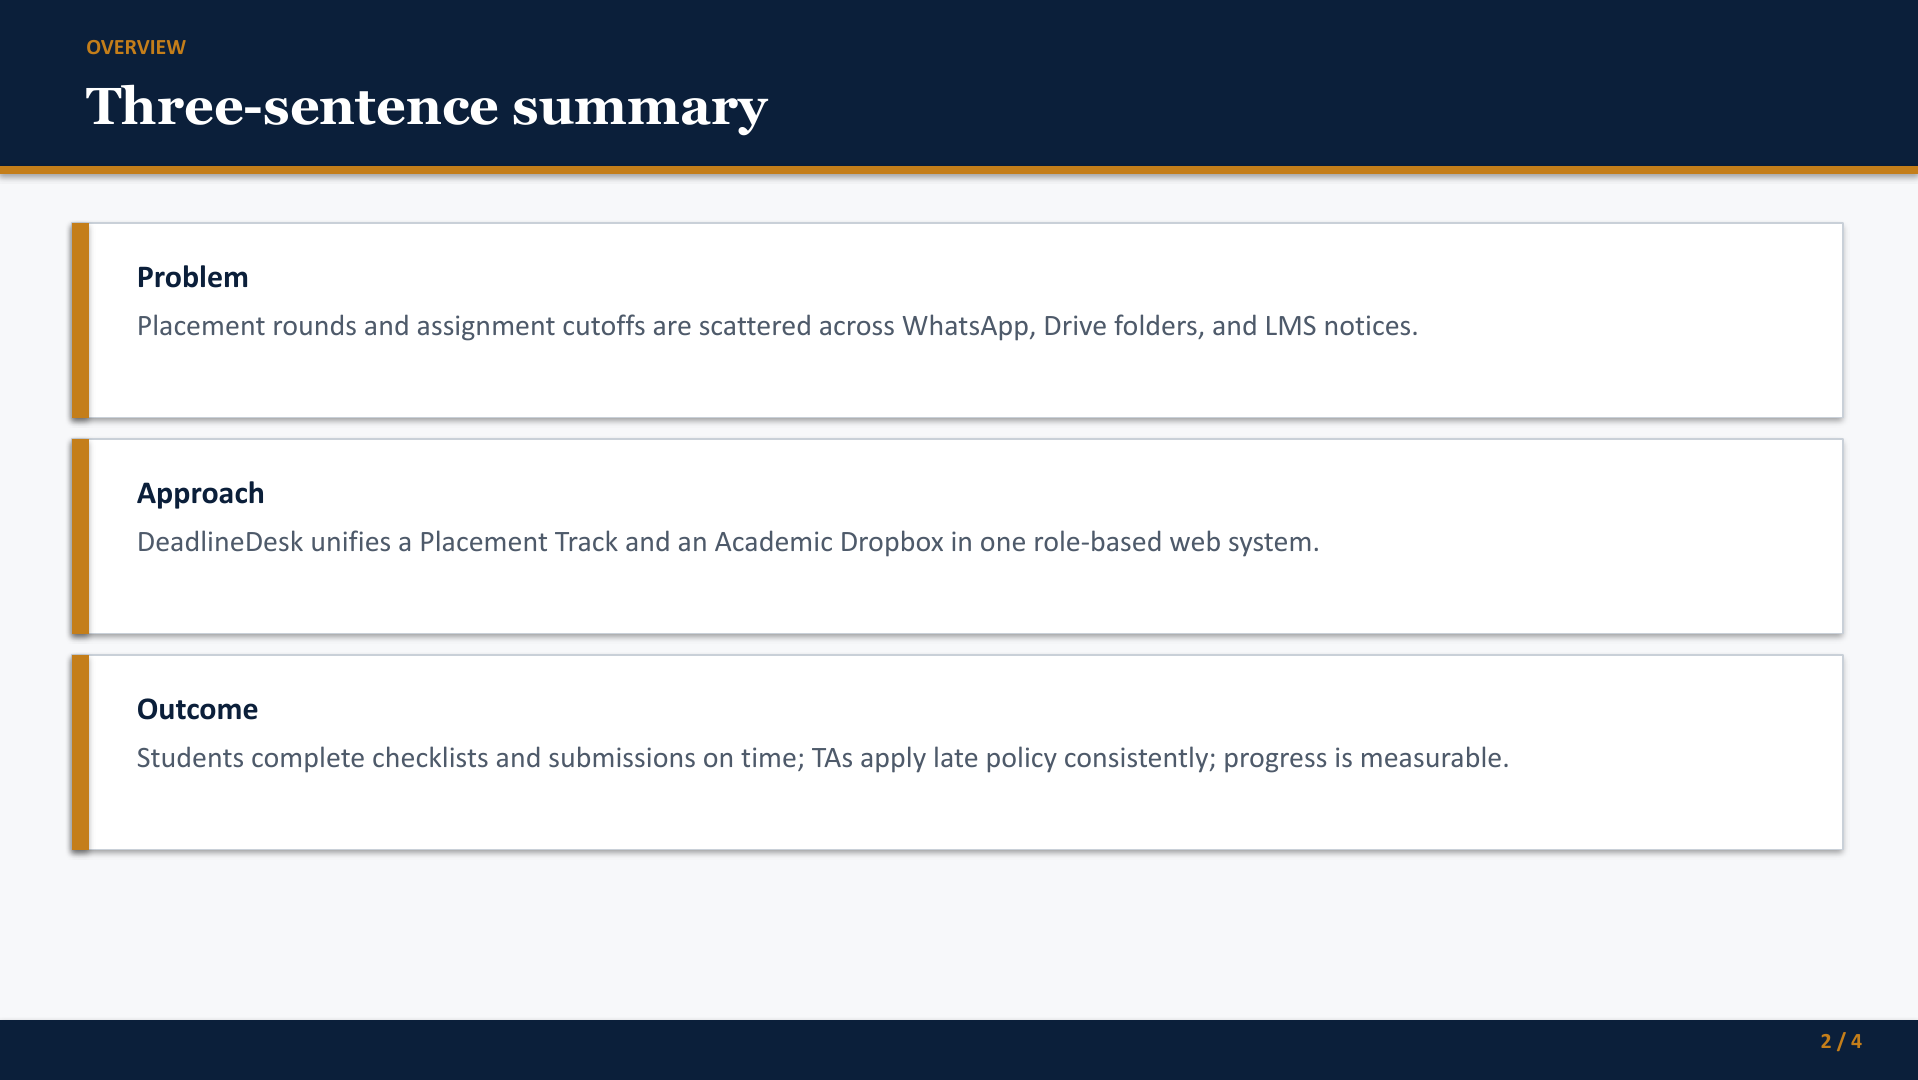 OVERVIEW
Three-sentence summary
Problem
Placement rounds and assignment cutoffs are scattered across WhatsApp, Drive folders, and LMS notices.
Approach
DeadlineDesk unifies a Placement Track and an Academic Dropbox in one role-based web system.
Outcome
Students complete checklists and submissions on time; TAs apply late policy consistently; progress is measurable.
2 / 4